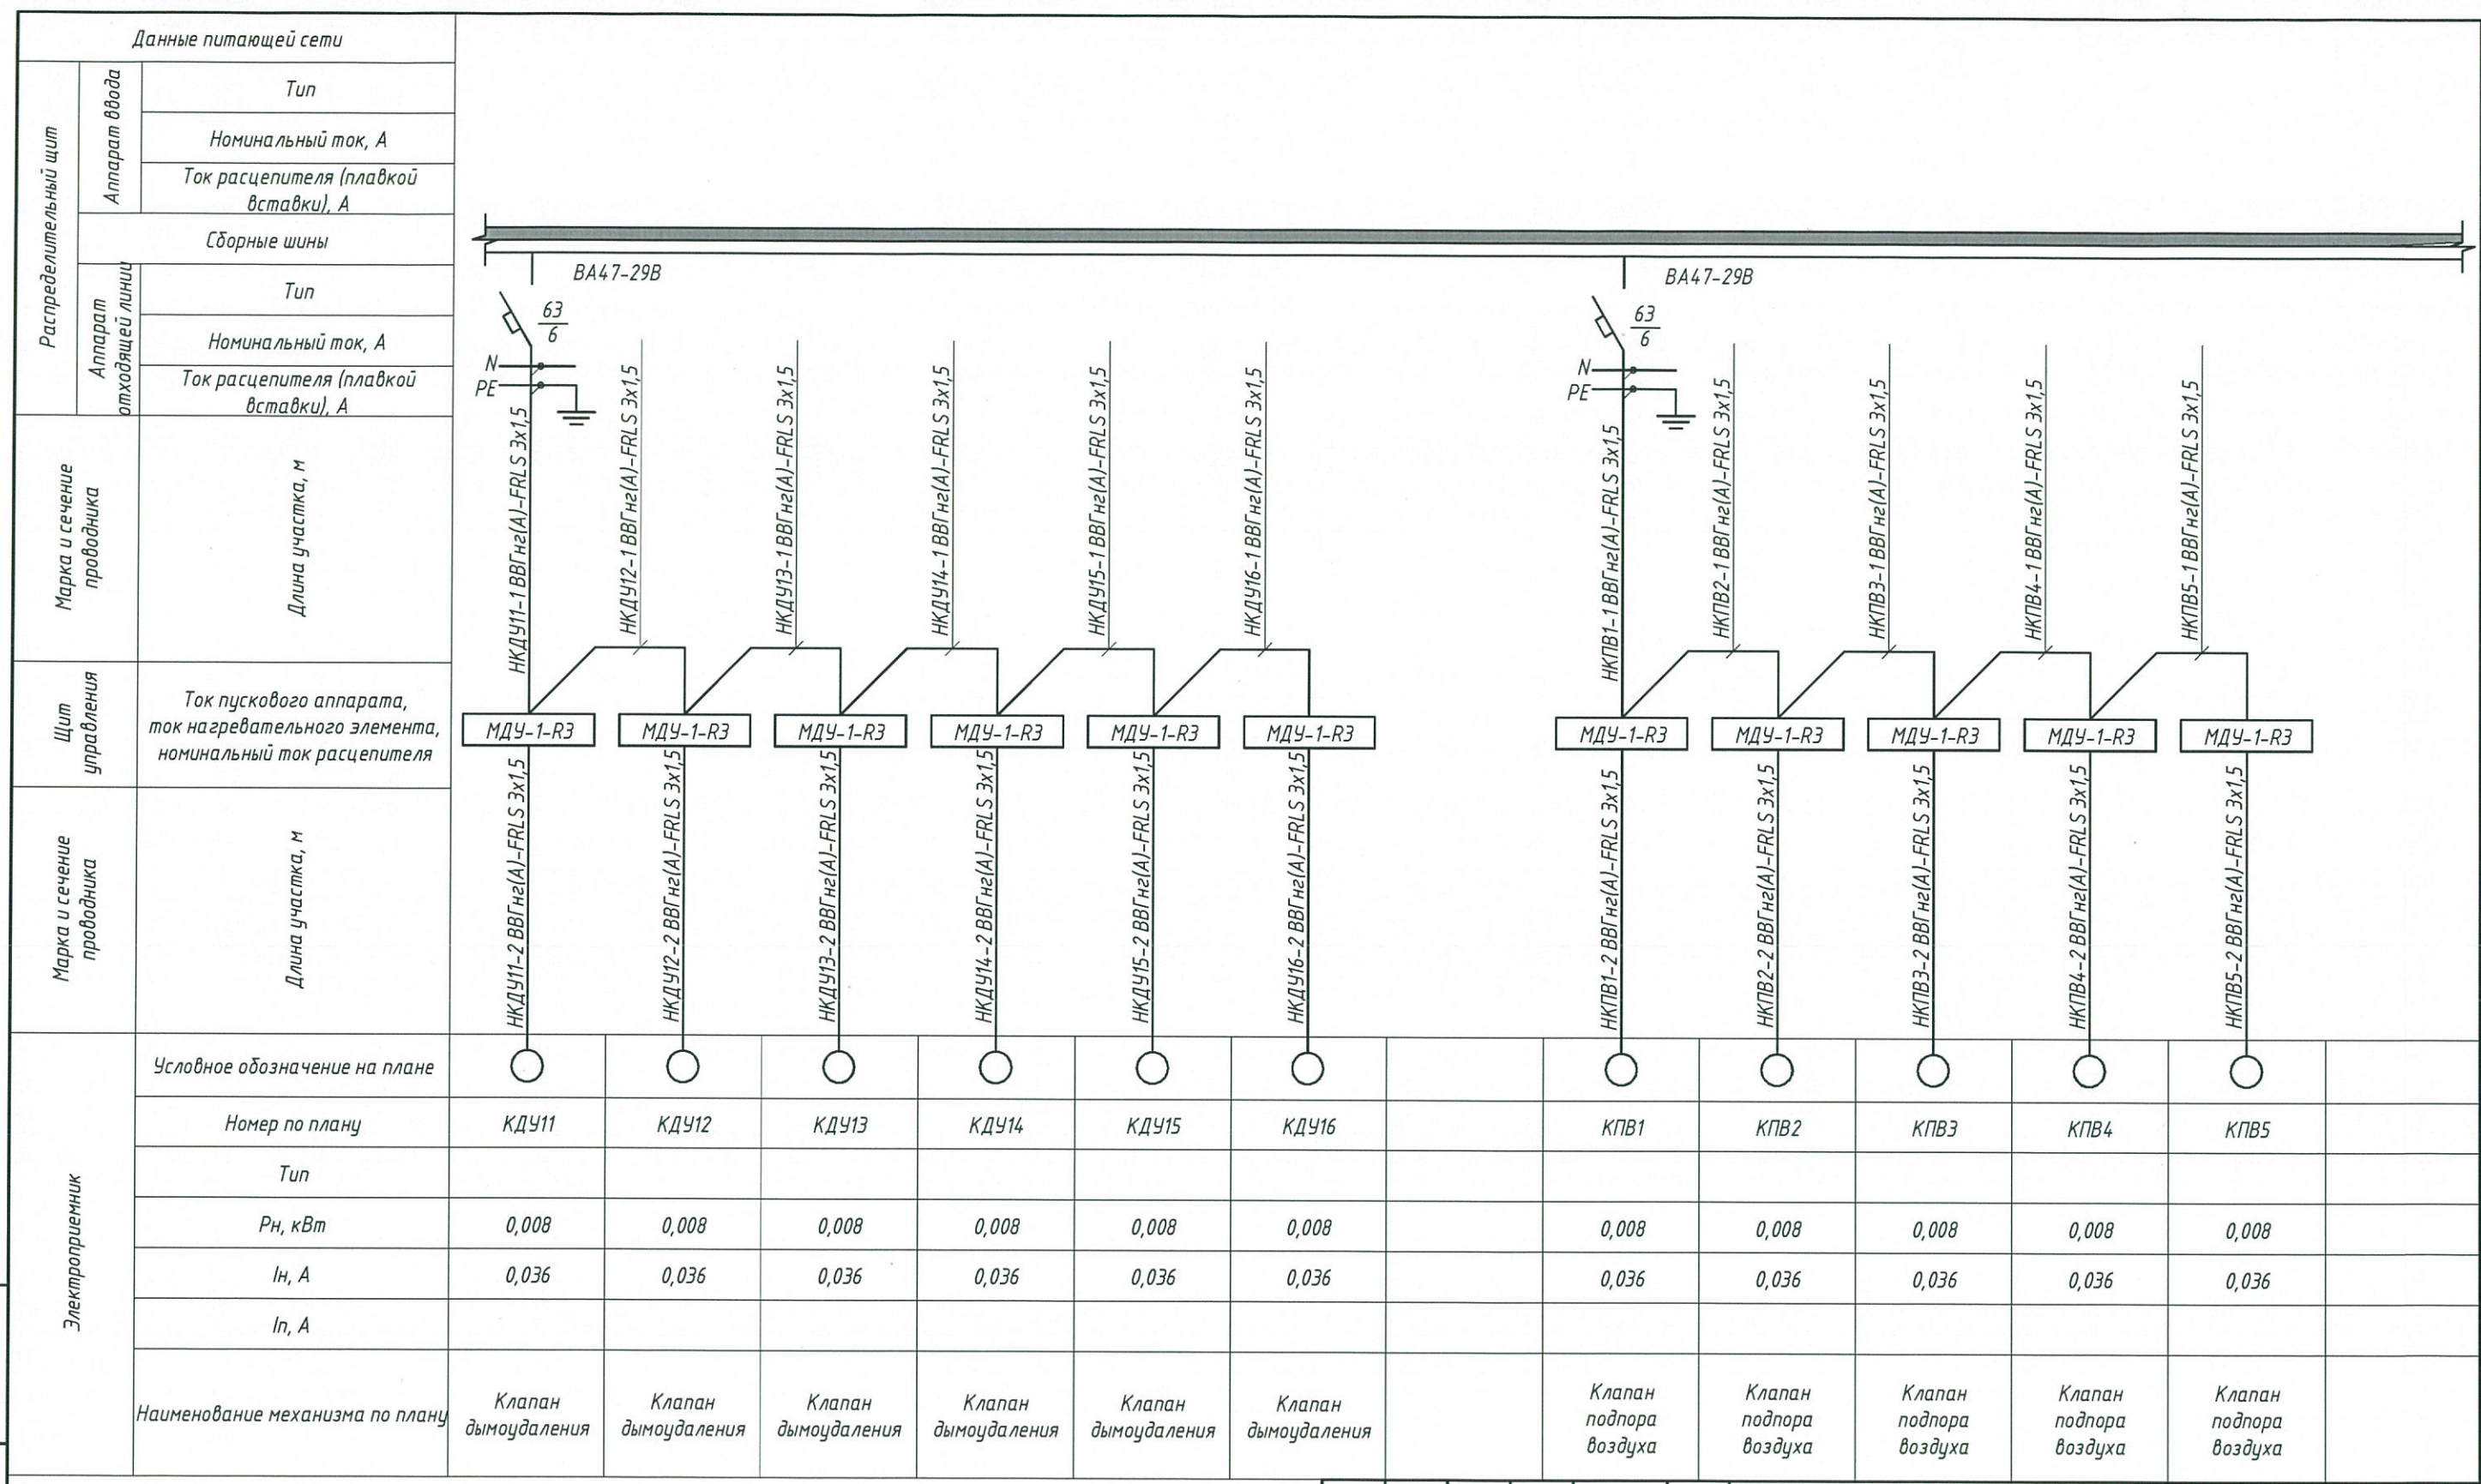 Данные питающей сети
Распределительный щит
Аппарат ввода
Тип
Номинальный ток, А
Ток расцепителя (плавкой
вставки), А
Сборные шины
Аппарат
отходящей линии
Тип
Номинальный ток, А
Ток расцепителя (плавкой
вставки), А
Марка и сечение
проводника
Длина участка, м
Щит
управления
Ток пускового аппарата,
ток нагревательного элемента,
номинальный ток расцепителя
Марка и сечение
проводника
Длина участка, м
ВА47-29В
63
6
N
PE
НКДУ11-1 ВВГнг(А)-FRLS 3х1,5
НКДУ12-1 ВВГнг(А)-FRLS 3х1,5
НКДУ13-1 ВВГнг(А)-FRLS 3х1,5
НКДУ14-1 ВВГнг(А)-FRLS 3х1,5
НКДУ15-1 ВВГнг(А)-FRLS 3х1,5
НКДУ16-1 ВВГнг(А)-FRLS 3х1,5
ВА47-29В
63
6
N
PE
НКПВ1-1 ВВГнг(А)-FRLS 3х1,5
НКПВ2-1 ВВГнг(А)-FRLS 3х1,5
НКПВ3-1 ВВГнг(А)-FRLS 3х1,5
НКПВ4-1 ВВГнг(А)-FRLS 3х1,5
НКПВ5-1 ВВГнг(А)-FRLS 3х1,5
МДУ-1-R3 МДУ-1-R3 МДУ-1-R3 МДУ-1-R3 МДУ-1-R3 МДУ-1-R3 МДУ-1-R3 МДУ-1-R3 МДУ-1-R3 МДУ-1-R3 МДУ-1-R3
НКДУ11-2 ВВГнг(А)-FRLS 3х1,5
НКДУ12-2 ВВГнг(А)-FRLS 3х1,5
НКДУ13-2 ВВГнг(А)-FRLS 3х1,5
НКДУ14-2 ВВГнг(А)-FRLS 3х1,5
НКДУ15-2 ВВГнг(А)-FRLS 3х1,5
НКДУ16-2 ВВГнг(А)-FRLS 3х1,5
НКПВ1-2 ВВГнг(А)-FRLS 3х1,5
НКПВ2-2 ВВГнг(А)-FRLS 3х1,5
НКПВ3-2 ВВГнг(А)-FRLS 3х1,5
НКПВ4-2 ВВГнг(А)-FRLS 3х1,5
НКПВ5-2 ВВГнг(А)-FRLS 3х1,5
Электроприемник
Условное обозначение на плане
Номер по плану КДУ11 КДУ12 КДУ13 КДУ14 КДУ15 КДУ16 КПВ1 КПВ2 КПВ3 КПВ4 КПВ5
Тип
Рн, кВт 0,008 0,008 0,008 0,008 0,008 0,008 0,008 0,008 0,008 0,008 0,008
Iн, А 0,036 0,036 0,036 0,036 0,036 0,036 0,036 0,036 0,036 0,036 0,036
Iп, А
Наименование механизма по плану
Клапан
дымоудаления
Клапан
дымоудаления
Клапан
дымоудаления
Клапан
дымоудаления
Клапан
дымоудаления
Клапан
дымоудаления
Клапан
подпора
воздуха
Клапан
подпора
воздуха
Клапан
подпора
воздуха
Клапан
подпора
воздуха
Клапан
подпора
воздуха